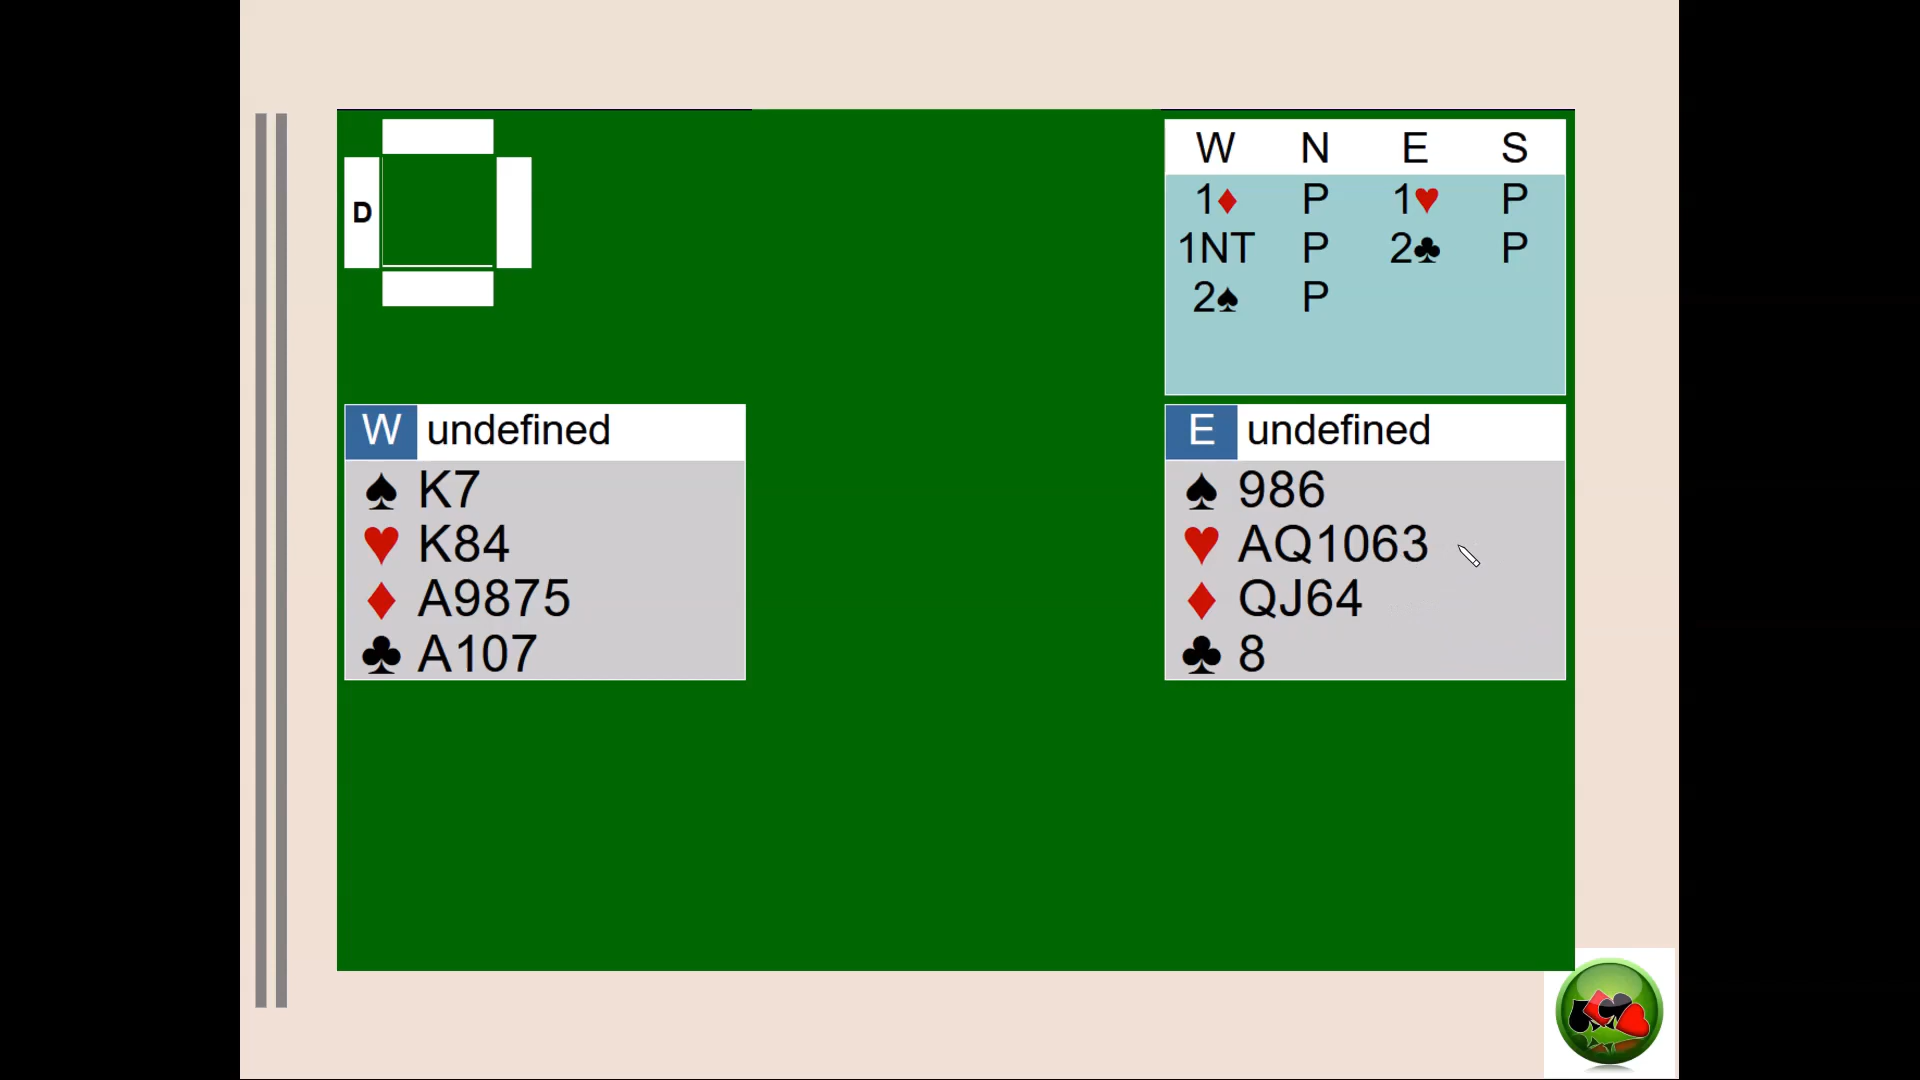 W N E S
D
1♦ P 1♥ P
1NT P 2♣ P
2♠ P
W undefined
♠ K7
♥ K84
♦ A9875
♣ A107
E undefined
♠ 986
♥ AQ1063
♦ QJ64
♣ 8